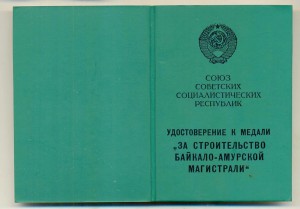 СОЮЗ
СОВЕТСКИХ
СОЦИАЛИСТИЧЕСКИХ
РЕСПУБЛИК
УДОСТОВЕРЕНИЕ К МЕДАЛИ
„ЗА СТРОИТЕЛЬСТВО
БАЙКАЛО-АМУРСКОЙ
МАГИСТРАЛИ“